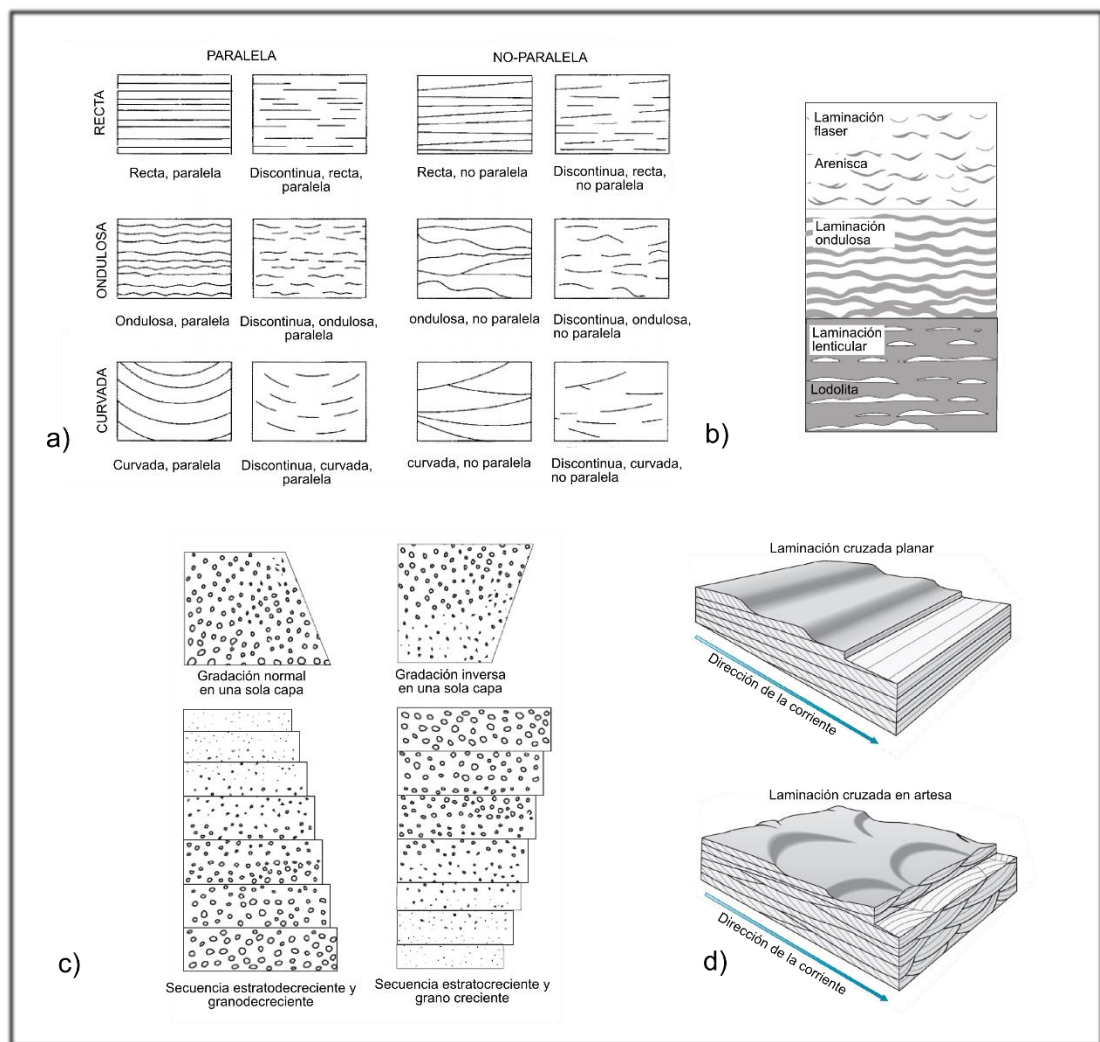 PARALELA
NO-PARALELA
RECTA
Recta, paralela
Discontinua, recta,
paralela
Recta, no paralela
Discontinua, recta,
no paralela
ONDULOSA
Ondulosa, paralela
Discontinua, ondulosa,
paralela
ondulosa, no paralela
Discontinua, ondulosa,
no paralela
CURVADA
a)
Curvada, paralela
Discontinua, curvada,
paralela
curvada, no paralela
Discontinua, curvada,
no paralela
Laminación
flaser
Arenisca
Laminación
ondulosa
Laminación
lenticular
Lodolita
b)
Gradación normal
en una sola capa
Gradación inversa
en una sola capa
c)
Secuencia estratodecreciente y
granodecreciente
Secuencia estratocreciente y
grano creciente
Laminación cruzada planar
Dirección de la corriente
Laminación cruzada en artesa
Dirección de la corriente
d)